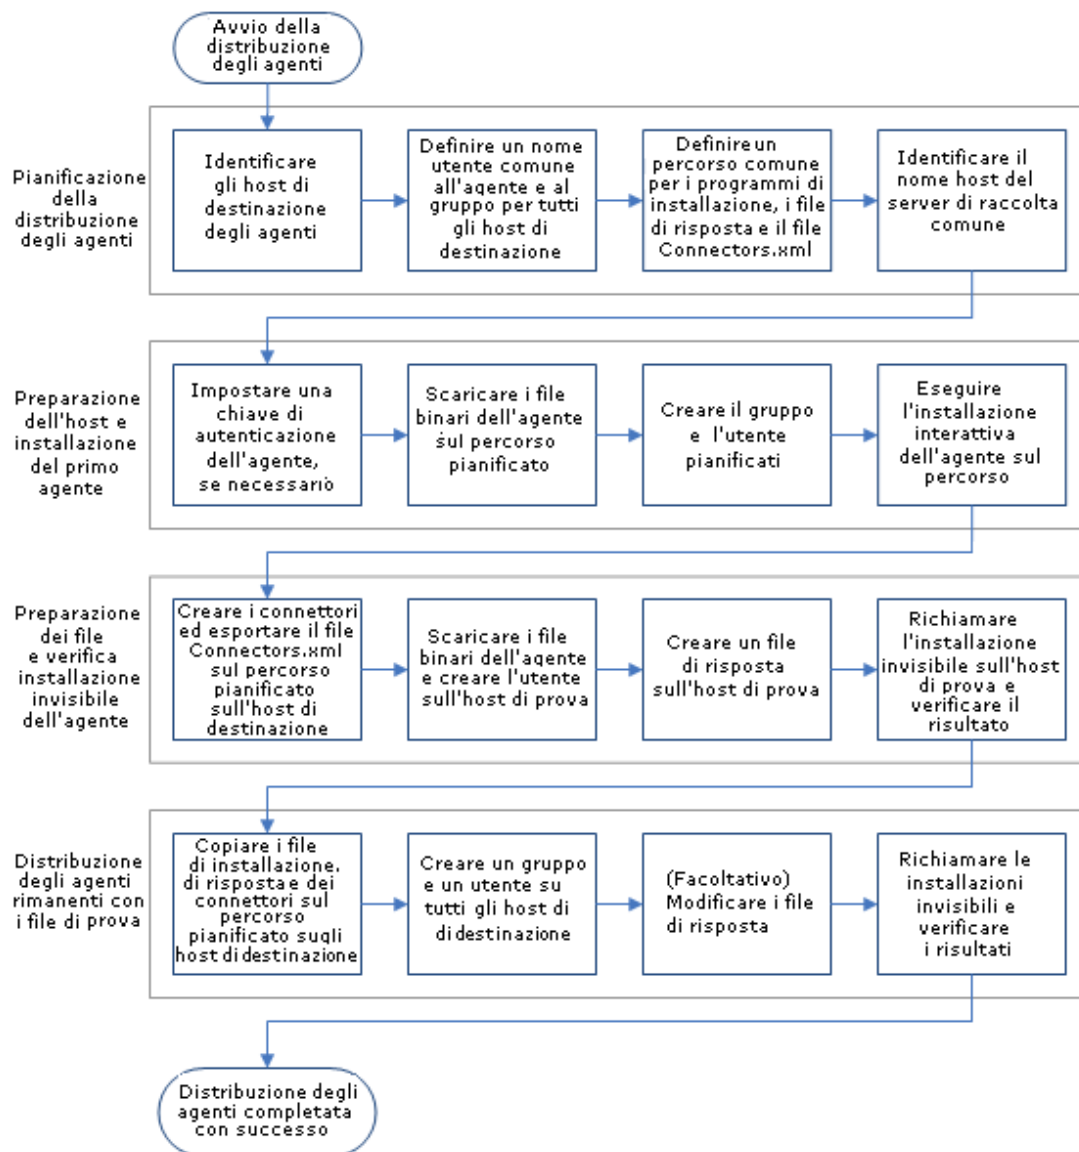 Avvio della
distribuzione
degli agenti
Pianificazione
della
distribuzione
degli agenti
Identificare
gli host di
destinazione
degli agenti
Definire un nome
utente comune
all'agente e al
gruppo per tutti
gli host di
destinazione
Definire un
percorso comune
per i programmi di
installazione, i file
di risposta e il file
Connectors.xml
Identificare il
nome host del
server di raccolta
comune
Preparazione
dell'host e
installazione
del primo
agente
Impostare una
chiave di
autenticazione
dell'agente,
se necessario
Scaricare i file
binari dell'agente
sul percorso
pianificato
Creare il gruppo
e l'utente
pianificati
Eseguire
l'installazione
interattiva
dell'agente sul
percorso
Preparazione
dei file
e verifica
installazione
invisibile
dell'agente
Creare i connettori
ed esportare il file
Connectors.xml
sul percorso
pianificato
sull'host di
destinazione
Scaricare i file
binari dell'agente
e creare l'utente
sull'host di prova
Creare un file
di risposta
sull'host di prova
Richiamare
l'installazione
invisibile sull'host
di prova e
verificare il
risultato
Distribuzione
degli agenti
rimanenti con
i file di prova
Copiare i file
di installazione.
di risposta e dei
connettori sul
percorso
pianificato sugli
host di destinazione
Creare un gruppo
e un utente su
tutti gli host di
di destinazione
(Facoltativo)
Modificare i file
di risposta
Richiamare le
installazioni
invisibili e
verificare
i risultati
Distribuzione degli
agenti completata
con successo